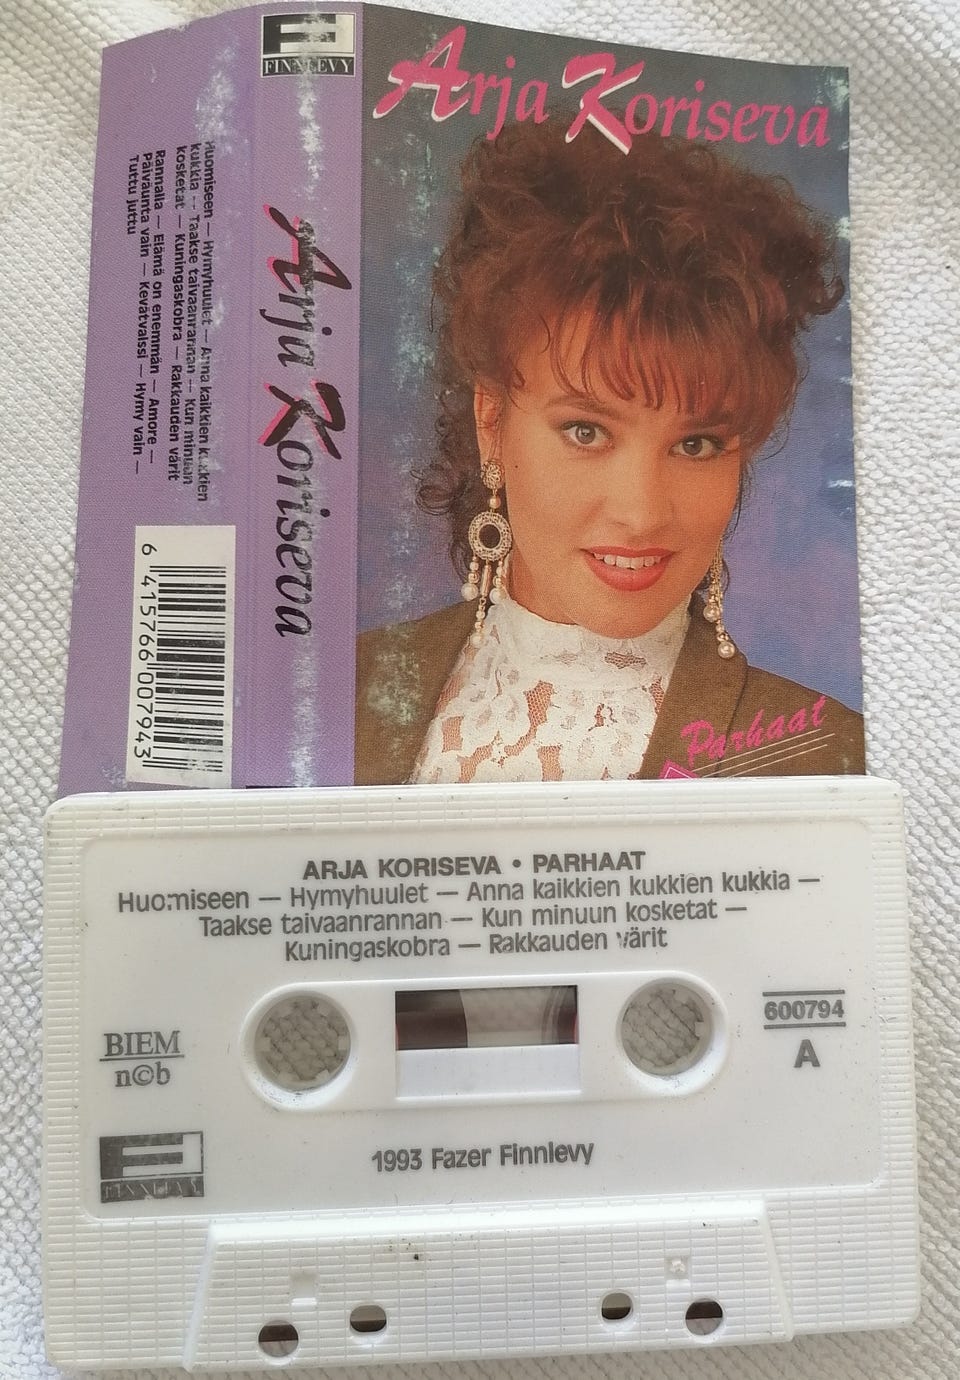 FINNLEVY
Arja Koriseva
Huomiseen — Hymyhuulet — Anna kaikkien kukkien
kukkia — Taakse taivaanrannan — Kun minuun
kosketat — Kuningaskobra — Rakkauden värit
Rannalla — Elämä on enemmän — Amore —
Päiväunta vain — Kevätvalssi — Hymy vain —
Tuttu juttu
6 415766 007943
Arja Koriseva
Parhaat
ARJA KORISEVA • PARHAAT
Huomiseen — Hymyhuulet — Anna kaikkien kukkien kukkia —
Taakse taivaanrannan — Kun minuun kosketat —
Kuningaskobra — Rakkauden värit
BIEM
n©b
600794
A
FINNLEVY
1993 Fazer Finnlevy